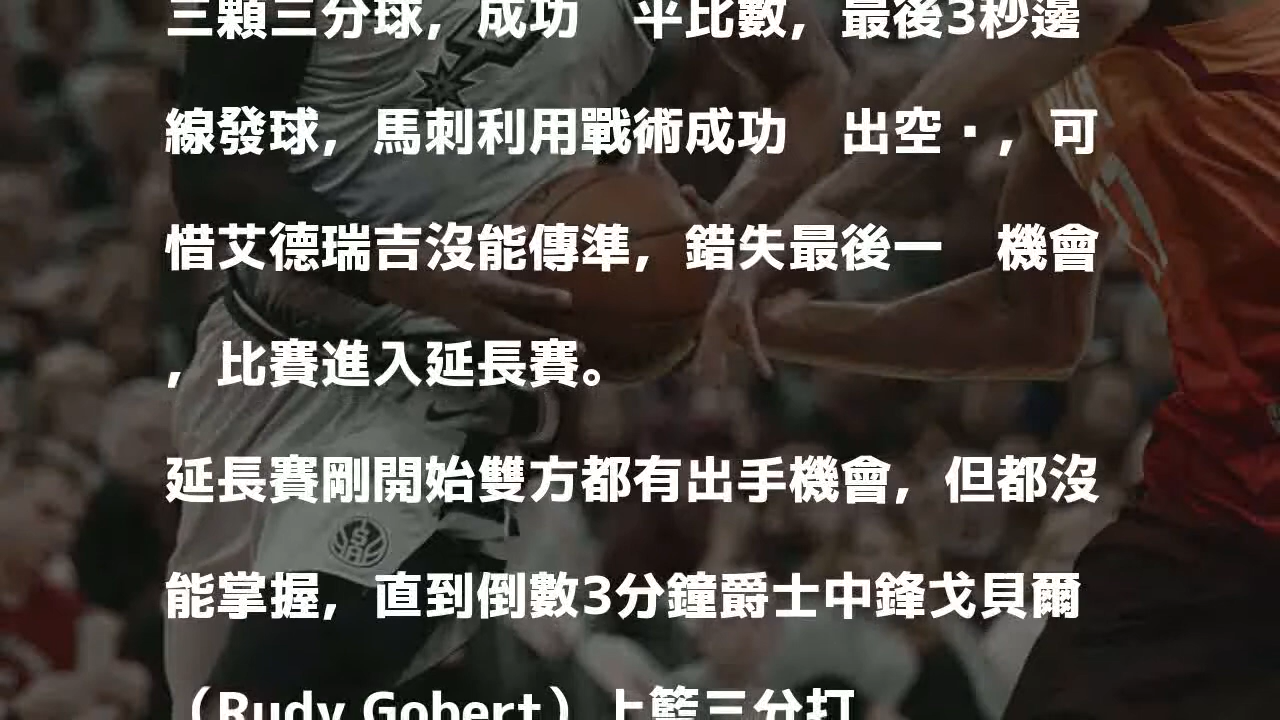 三顆三分球，成功　平比數，最後3秒邊
線發球，馬刺利用戰術成功　出空▪，可
惜艾德瑞吉沒能傳準，錯失最後一　機會
，比賽進入延長賽。
延長賽剛開始雙方都有出手機會，但都沒
能掌握，直到倒數3分鐘爵士中鋒戈貝爾
（Rudy Gobert）上籃三分打